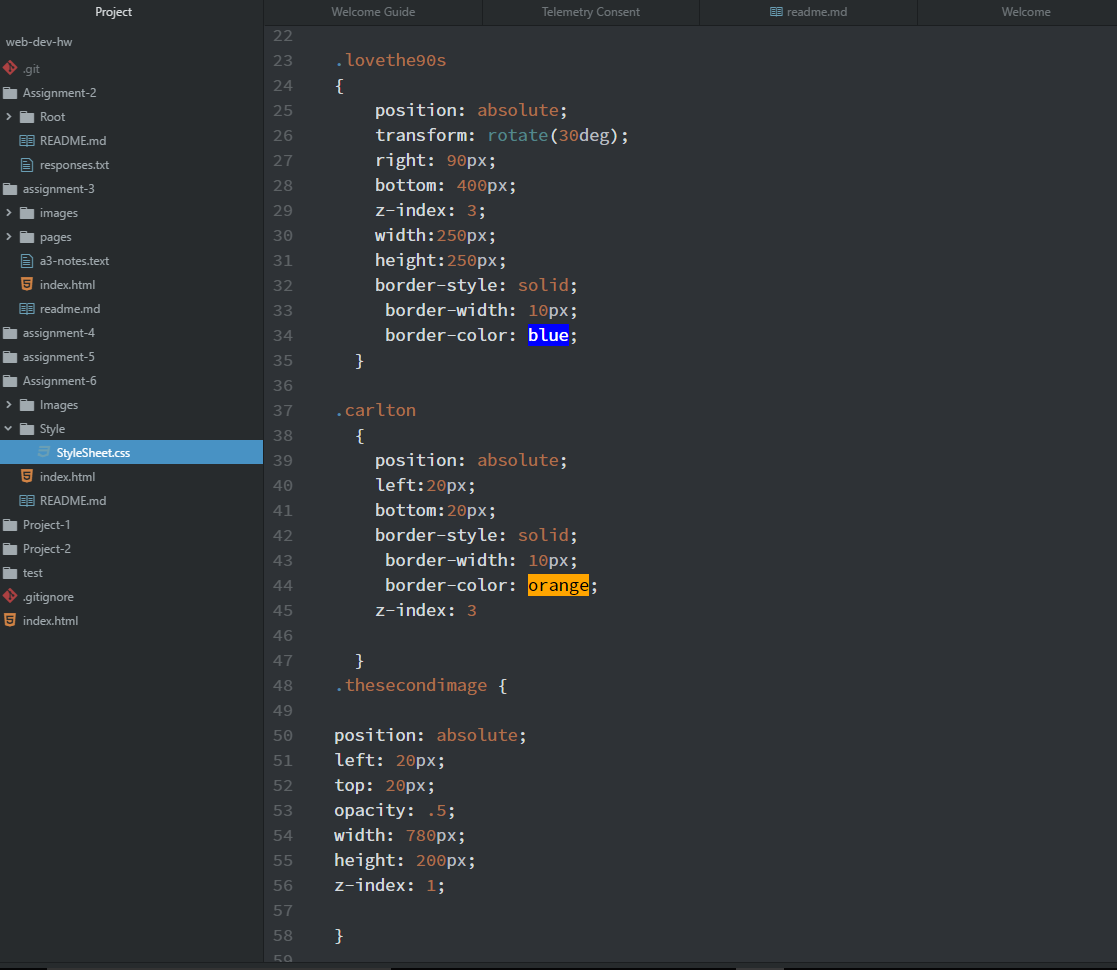 Project
web-dev-hw
.git
Assignment-2
Root
README.md
responses.txt
assignment-3
images
pages
a3-notes.text
index.html
readme.md
assignment-4
assignment-5
Assignment-6
Images
Style
StyleSheet.css
index.html
README.md
Project-1
Project-2
test
.gitignore
index.html
Welcome Guide
Telemetry Consent
readme.md
Welcome
22
23 .lovethe90s
24 {
25 position: absolute;
26 transform: rotate(30deg);
27 right: 90px;
28 bottom: 400px;
29 z-index: 3;
30 width:250px;
31 height:250px;
32 border-style: solid;
33 border-width: 10px;
34 border-color: blue;
35 }
36
37 .carlton
38 {
39 position: absolute;
40 left:20px;
41 bottom:20px;
42 border-style: solid;
43 border-width: 10px;
44 border-color: orange;
45 z-index: 3
46
47 }
48 .thesecondimage {
49
50 position: absolute;
51 left: 20px;
52 top: 20px;
53 opacity: .5;
54 width: 780px;
55 height: 200px;
56 z-index: 1;
57
58 }
59